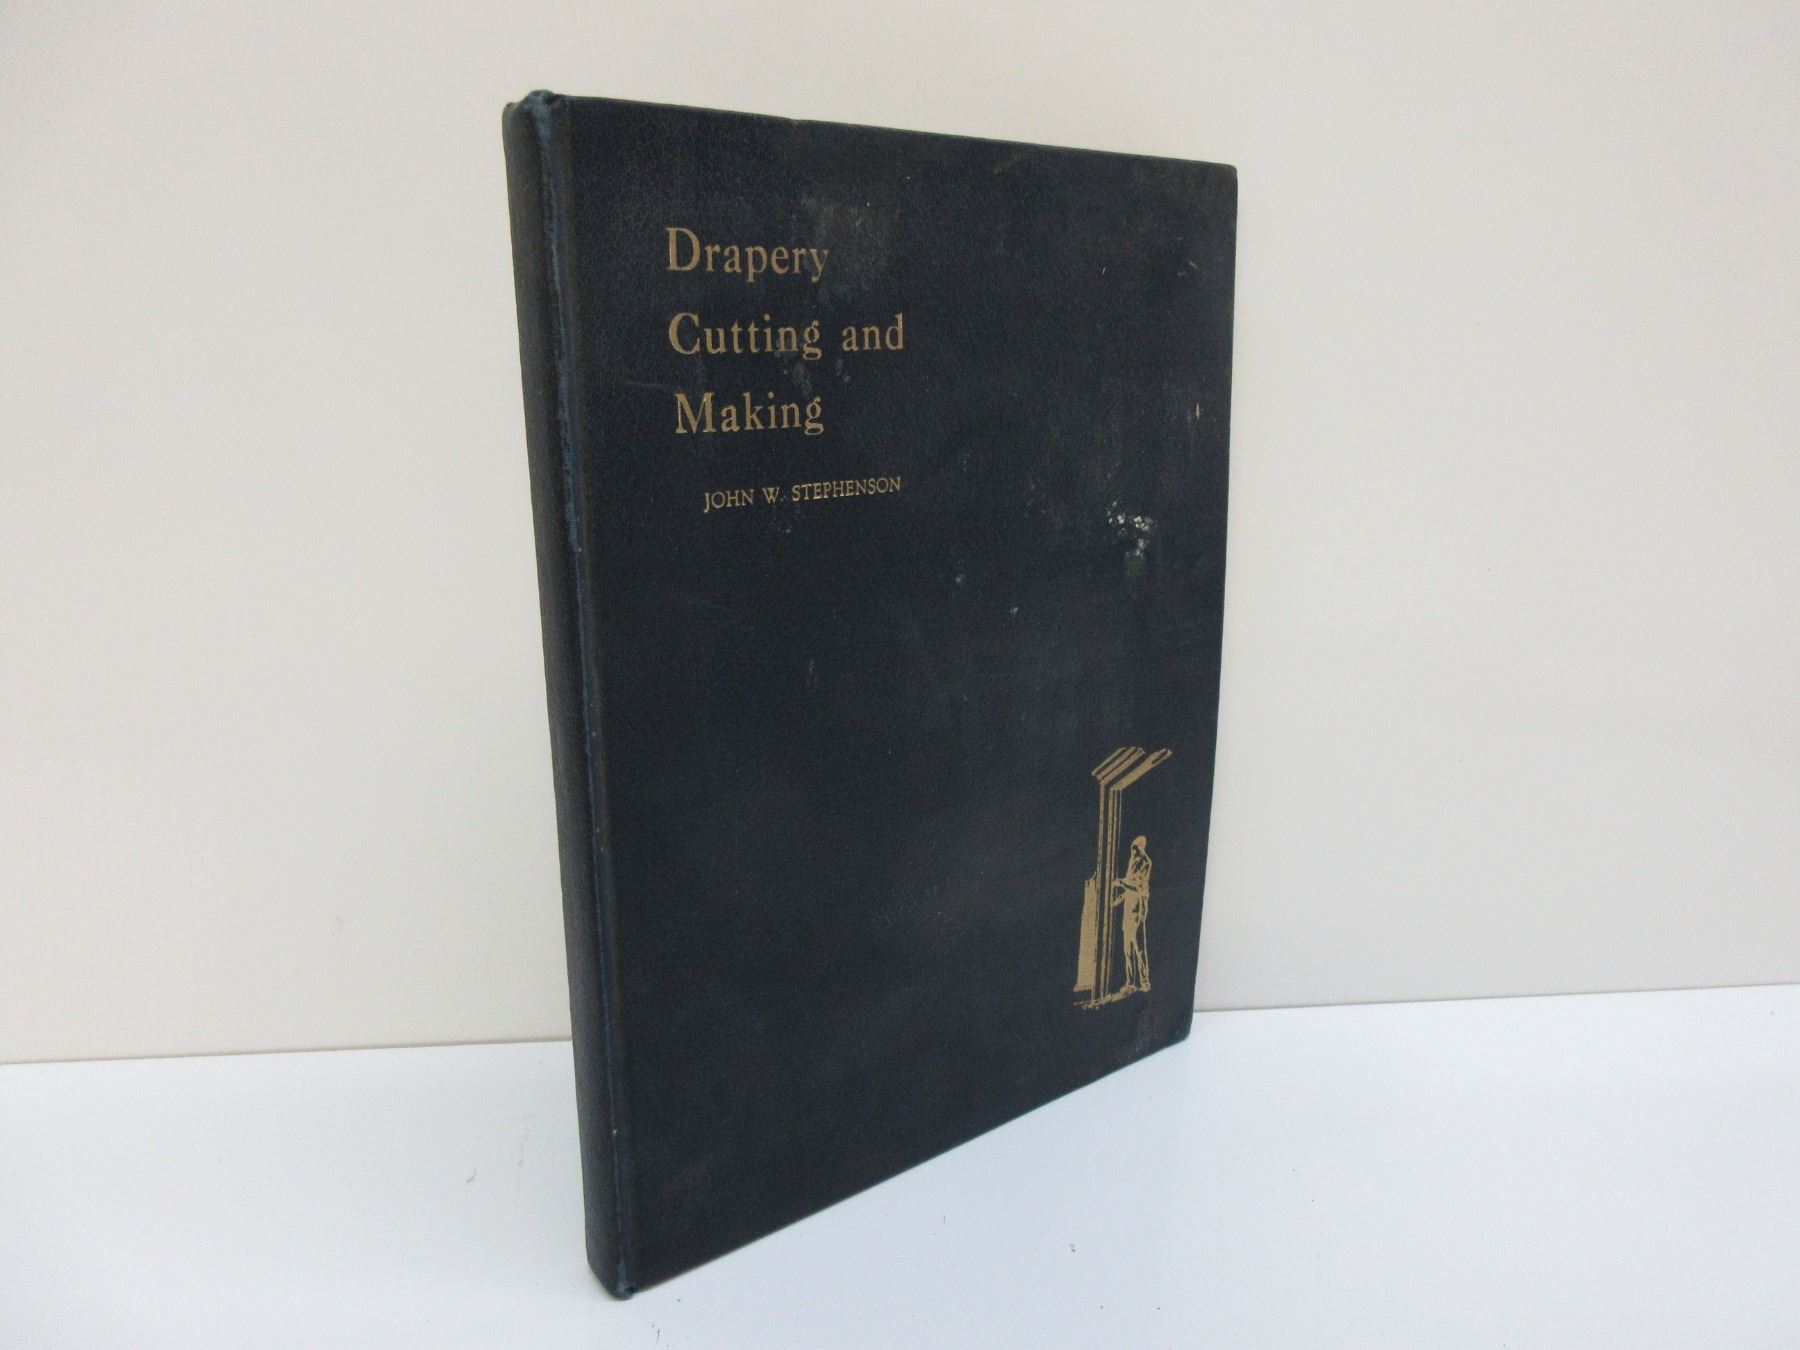 Drapery
Cutting and
Making
JOHN W. STEPHENSON